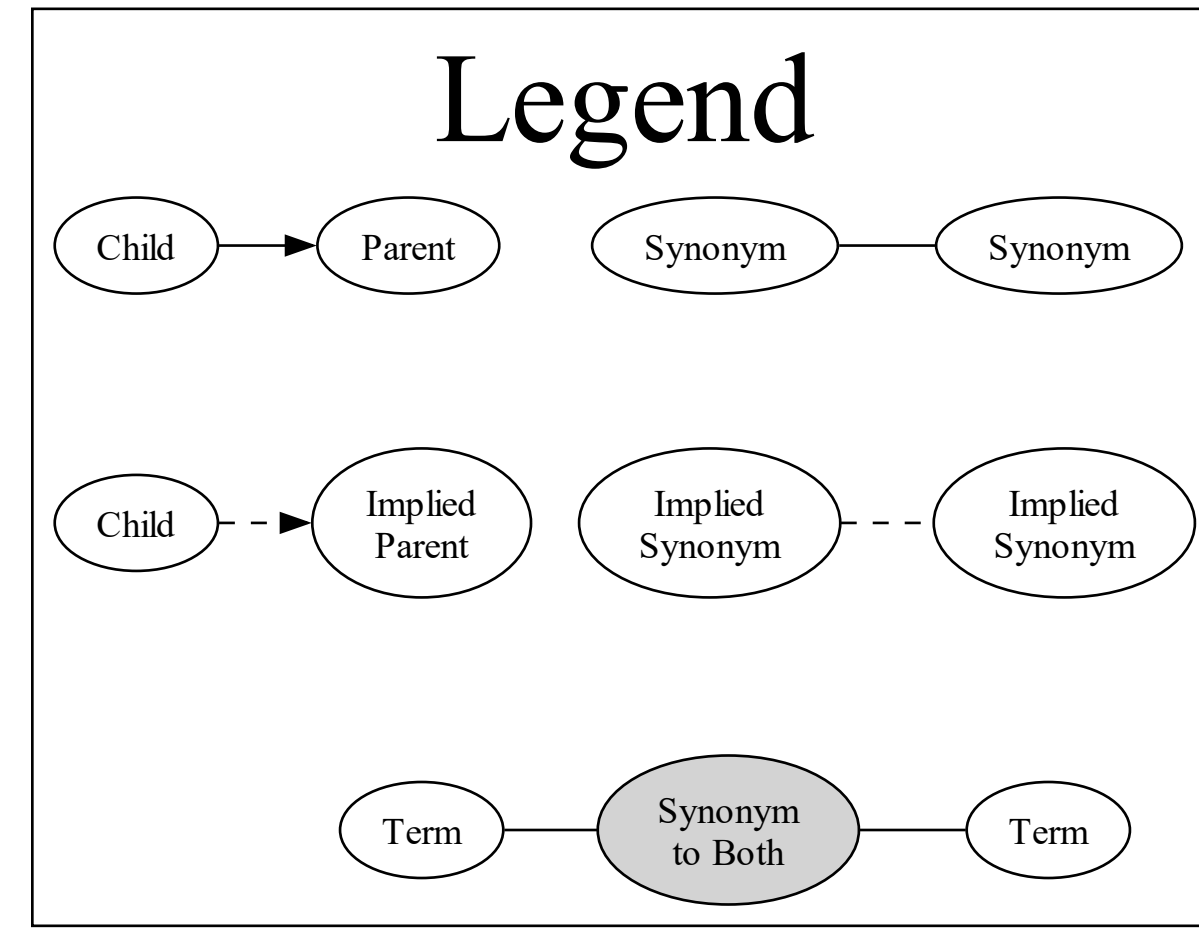 Legend
Child
Parent
Synonym
Synonym
Child
Implied
Parent
Implied
Synonym
Implied
Synonym
Term
Synonym
to Both
Term